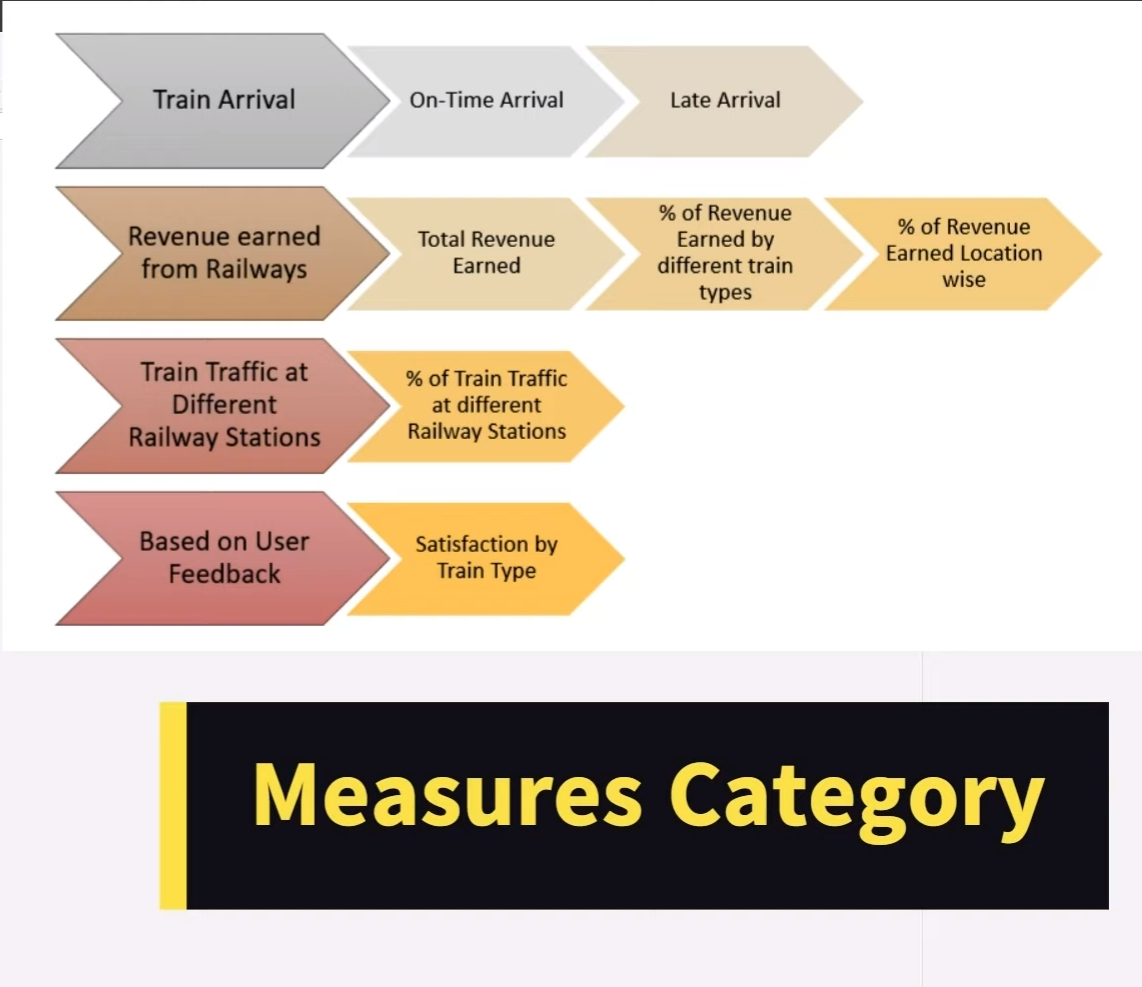 Train Arrival
On-Time Arrival
Late Arrival
Revenue earned
from Railways
Total Revenue
Earned
% of Revenue
Earned by
different train
types
% of Revenue
Earned Location
wise
Train Traffic at
Different
Railway Stations
% of Train Traffic
at different
Railway Stations
Based on User
Feedback
Satisfaction by
Train Type
Measures Category